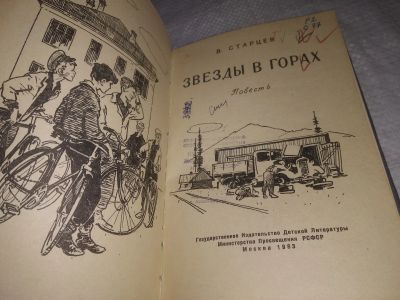 В. СТАРЦЕВ
ЗВЕЗДЫ В ГОРАХ
Повесть
Государственное Издательство Детской Литературы
Министерства Просвещения РСФСР
Москва 1963